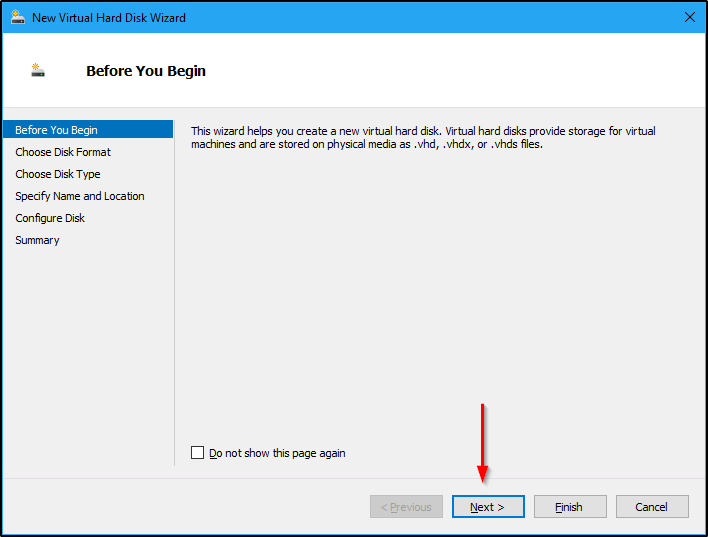 New Virtual Hard Disk Wizard
Before You Begin
Before You Begin
Choose Disk Format
Choose Disk Type
Specify Name and Location
Configure Disk
Summary
This wizard helps you create a new virtual hard disk. Virtual hard disks provide storage for virtual
machines and are stored on physical media as .vhd, .vhdx, or .vhds files.
Do not show this page again
< Previous
Next >
Finish
Cancel